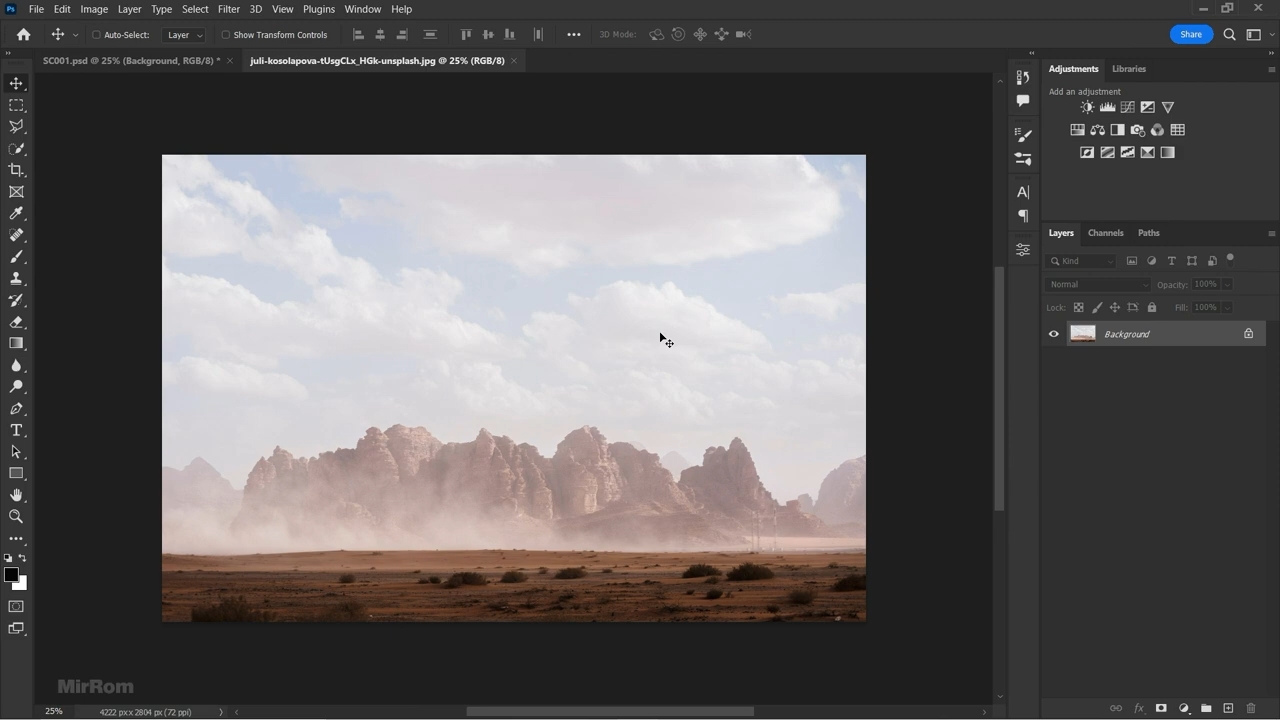 Ps File Edit Image Layer Type Select Filter 3D View Plugins Window Help
Auto-Select: Layer Show Transform Controls 3D Mode: Share
SC001.psd @ 25% (Background, RGB/8) * juli-kosolapova-tUsgCLx_HGk-unsplash.jpg @ 25% (RGB/8)
Adjustments Libraries
Add an adjustment
Layers Channels Paths
Kind
Normal Opacity: 100%
Lock: Fill: 100%
Background
MirRom
25% 4222 px x 2804 px (72 ppi)